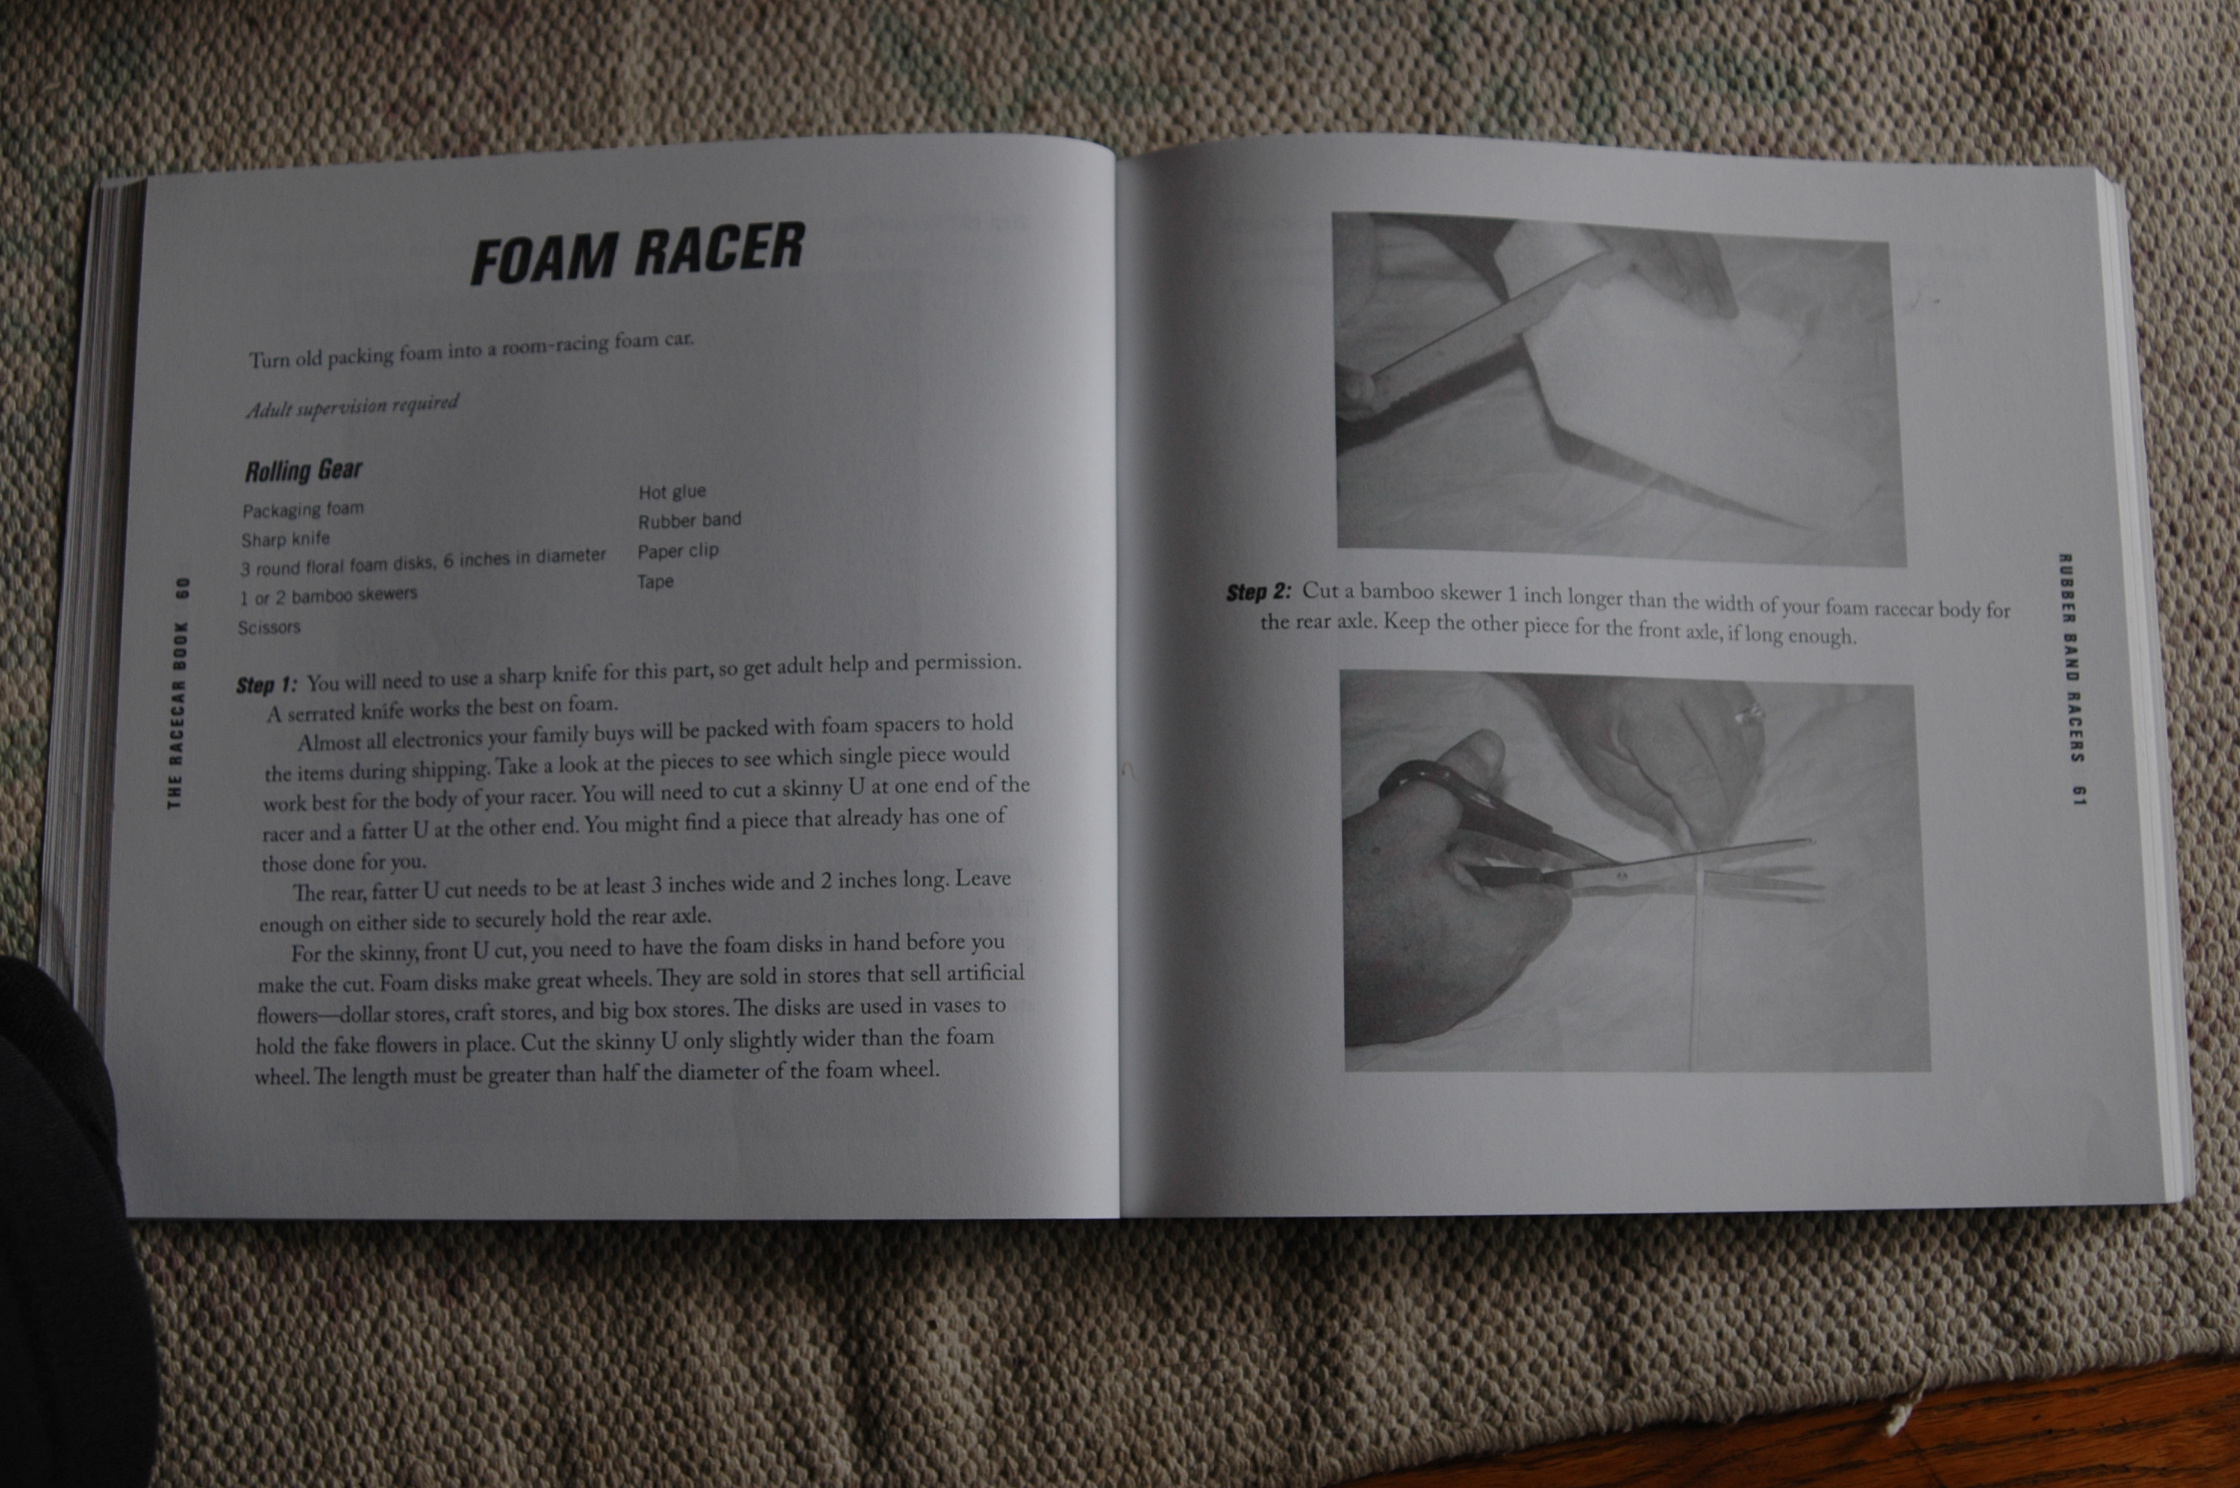 FOAM RACER
Turn old packing foam into a room-racing foam car.
Adult supervision required
Rolling Gear
Packaging foam
Sharp knife
3 round floral foam disks, 6 inches in diameter
1 or 2 bamboo skewers
Scissors
Hot glue
Rubber band
Paper clip
Tape
Step 1: You will need to use a sharp knife for this part, so get adult help and permission.
A serrated knife works the best on foam.
Almost all electronics your family buys will be packed with foam spacers to hold
the items during shipping. Take a look at the pieces to see which single piece would
work best for the body of your racer. You will need to cut a skinny U at one end of the
racer and a fatter U at the other end. You might find a piece that already has one of
those done for you.
The rear, fatter U cut needs to be at least 3 inches wide and 2 inches long. Leave
enough on either side to securely hold the rear axle.
For the skinny, front U cut, you need to have the foam disks in hand before you
make the cut. Foam disks make great wheels. They are sold in stores that sell artificial
flowers—dollar stores, craft stores, and big box stores. The disks are used in vases to
hold the fake flowers in place. Cut the skinny U only slightly wider than the foam
wheel. The length must be greater than half the diameter of the foam wheel.
THE RACECAR BOOK 60
Step 2: Cut a bamboo skewer 1 inch longer than the width of your foam racecar body for
the rear axle. Keep the other piece for the front axle, if long enough.
RUBBER BAND RACERS 61